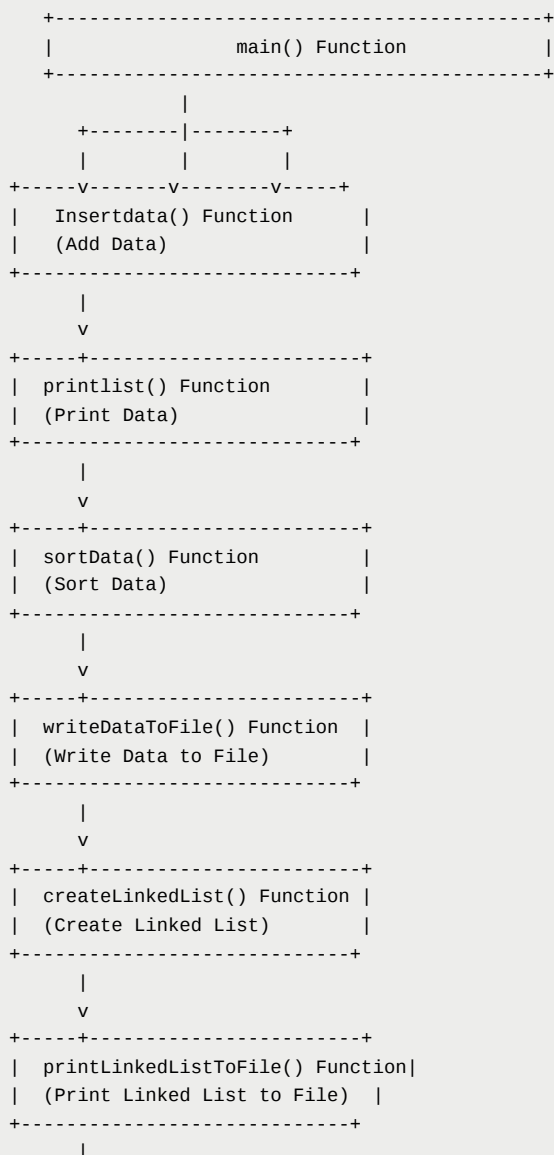 main() Function
Insertdata() Function
(Add Data)
printlist() Function
(Print Data)
sortData() Function
(Sort Data)
writeDataToFile() Function
(Write Data to File)
createLinkedList() Function
(Create Linked List)
printLinkedListToFile() Function
(Print Linked List to File)